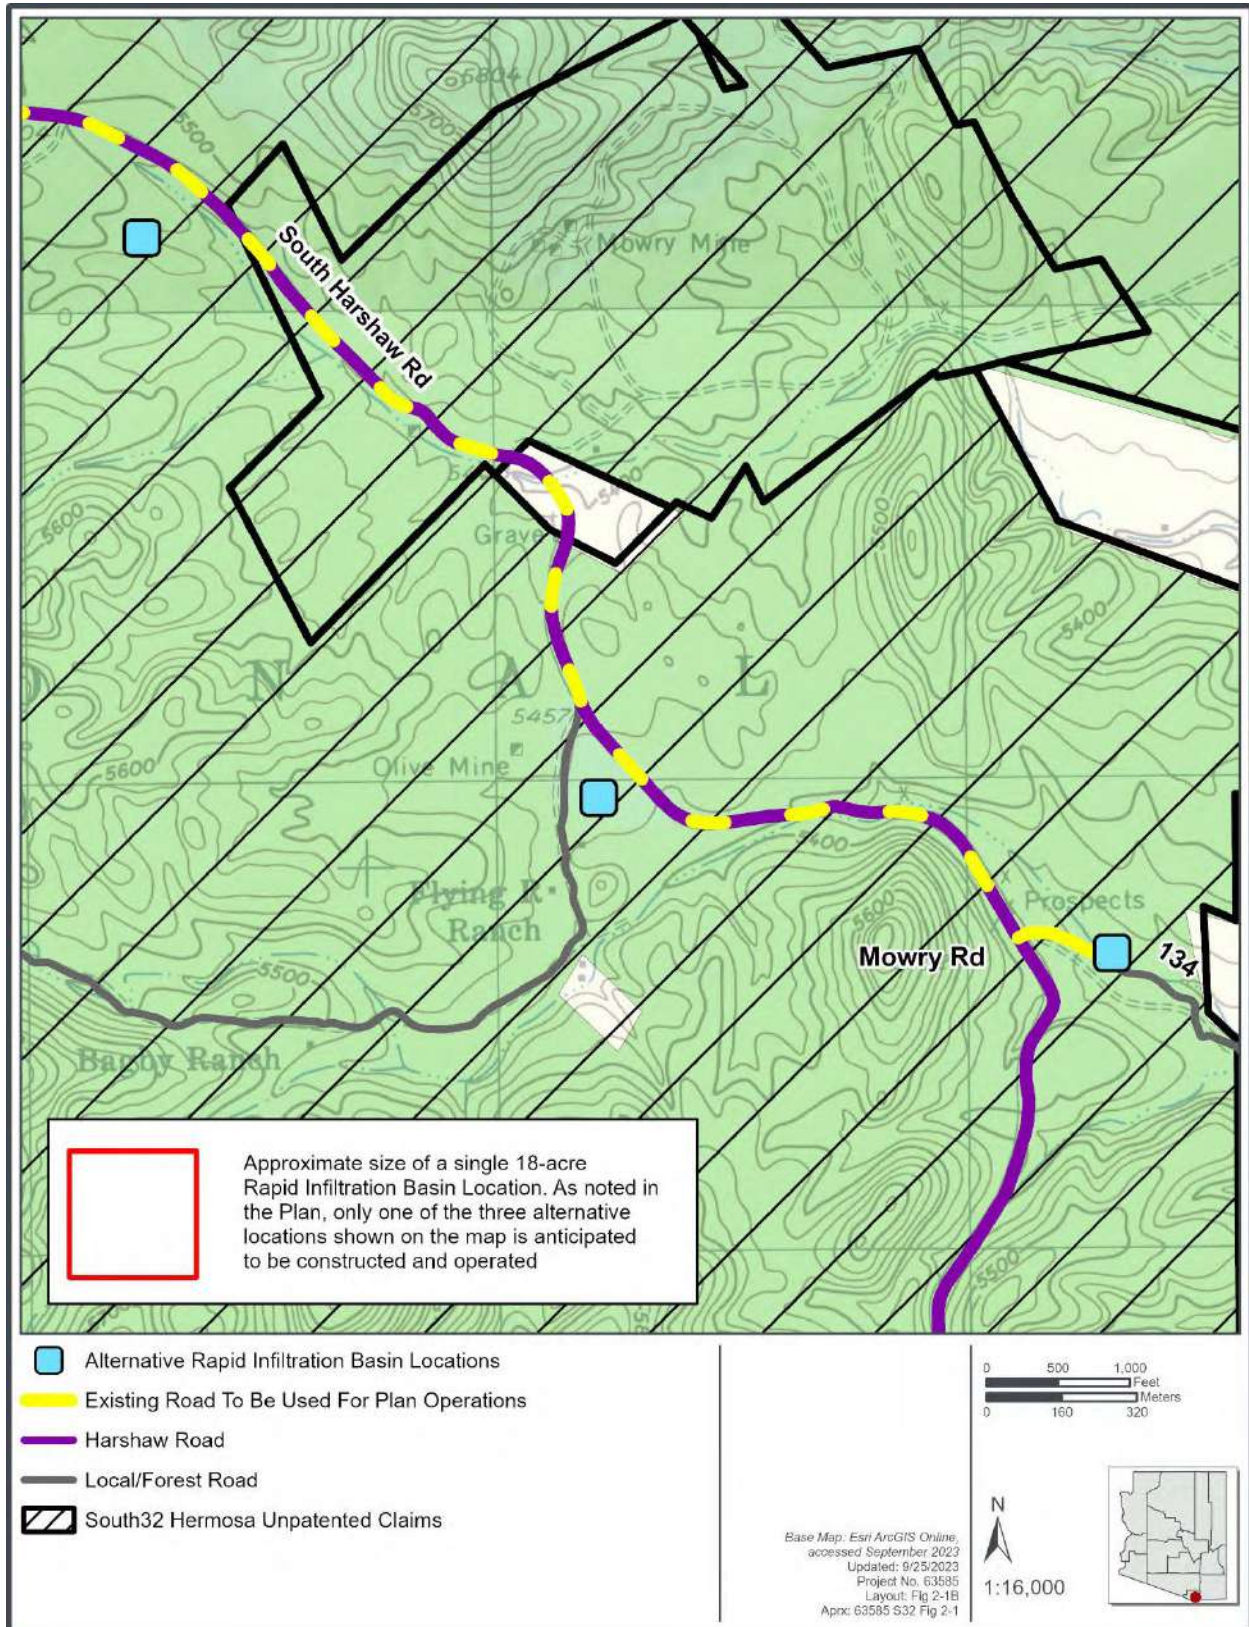 5804
5700
5500
Mowry Mine
South Harshaw Rd
5400
5600
Grave
5500
5400
N A L
5457
5600
Olive Mine
5400
Flying R
Ranch
5600
Prospects
Mowry Rd
134
5500
Bagby Ranch
Approximate size of a single 18-acre
Rapid Infiltration Basin Location. As noted in
the Plan, only one of the three alternative
locations shown on the map is anticipated
to be constructed and operated
5500
Alternative Rapid Infiltration Basin Locations
Existing Road To Be Used For Plan Operations
Harshaw Road
Local/Forest Road
South32 Hermosa Unpatented Claims
Base Map: Esri ArcGIS Online,
accessed September 2023
Updated: 9/25/2023
Project No. 63585
Layout: Fig 2-1B
Aprx: 63585 S32 Fig 2-1
0 500 1,000
Feet
Meters
0 160 320
N
1:16,000